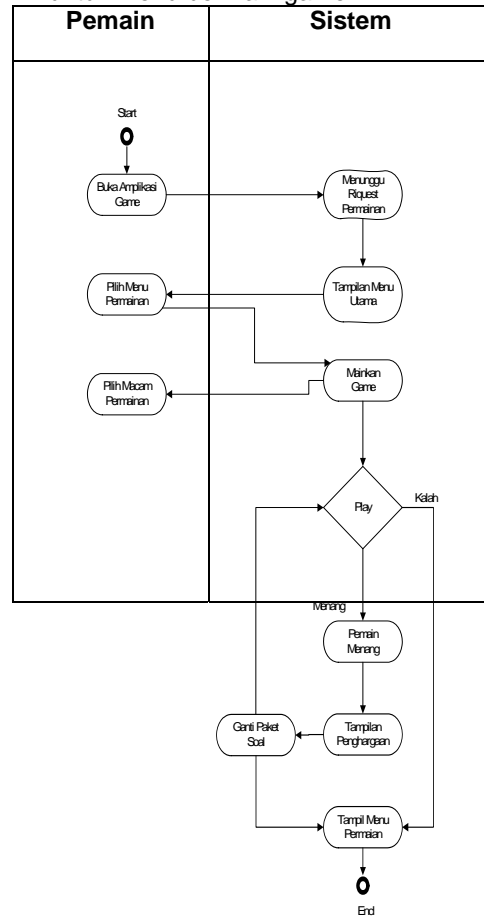 Pemain
Sistem
Start
Buka Amplikasi
Game
Menunggu
Riquest
Permainan
Pilih Menu
Permainan
Tampilan Menu
Utama
Mainkan
Game
Pilih Macam
Permainan
Play
Kalah
Menang
Pemain
Menang
Ganti Paket
Soal
Tampilan
Penghargaan
Tampil Menu
Permaian
End